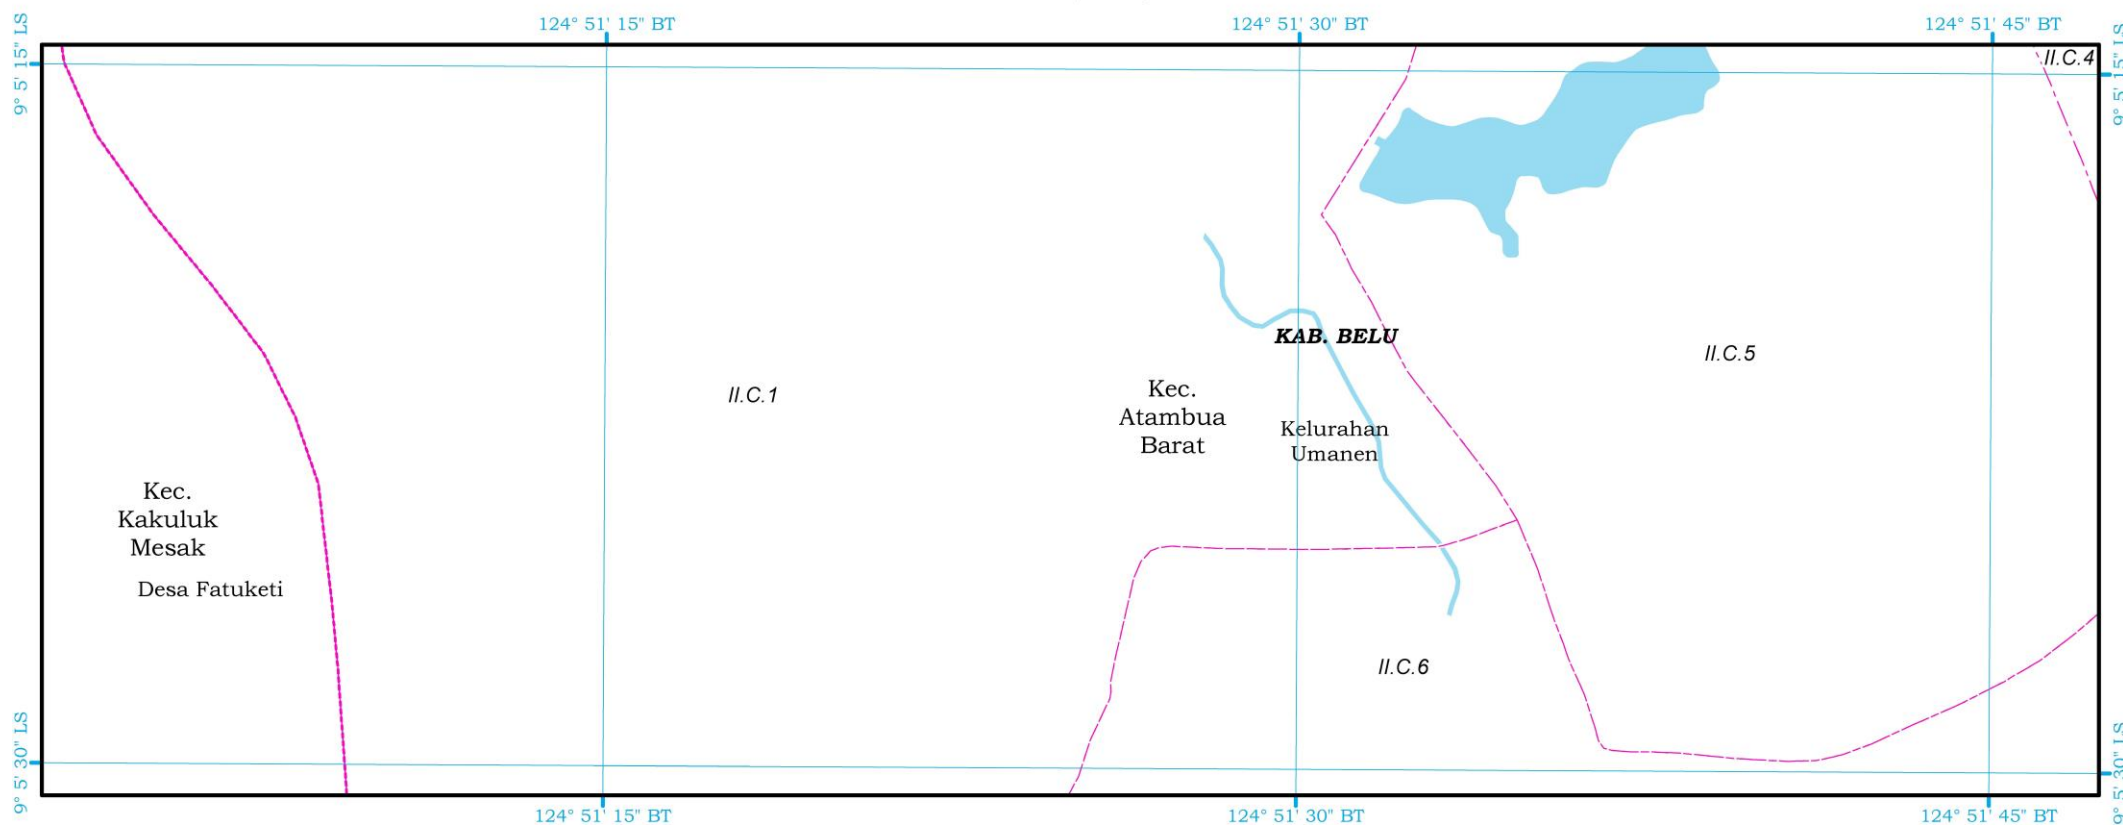 124° 51' 15" BT
124° 51' 30" BT
124° 51' 45" BT
9° 5' 15" LS
9° 5' 15" LS
II.C.4
KAB. BELU
II.C.5
II.C.1
Kec.
Atambua
Barat
Kelurahan
Umanen
Kec.
Kakuluk
Mesak
Desa Fatuketi
II.C.6
9° 5' 30" LS
9° 5' 30" LS
124° 51' 15" BT
124° 51' 30" BT
124° 51' 45" BT